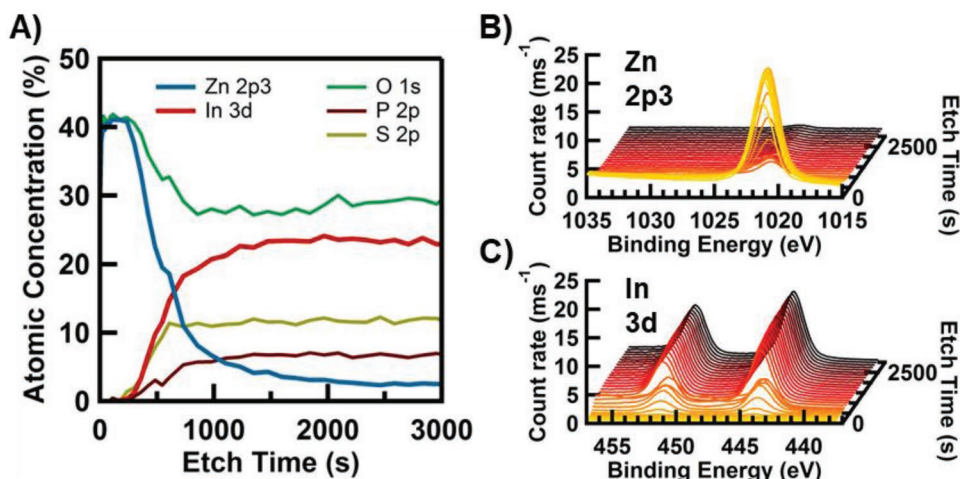 A)
Atomic Concentration (%)
50
40
30
20
10
0
Zn 2p3
In 3d
O 1s
P 2p
S 2p
0
1000
2000
3000
Etch Time (s)
B)
Zn
2p3
Count rate (ms⁻¹)
25
20
15
10
5
0
1035
1030
1025
1020
1015
Binding Energy (eV)
Etch Time (s)
2500
0
C)
In
3d
Count rate (ms⁻¹)
25
20
15
10
5
0
455
450
445
440
Binding Energy (eV)
Etch Time (s)
2500
0